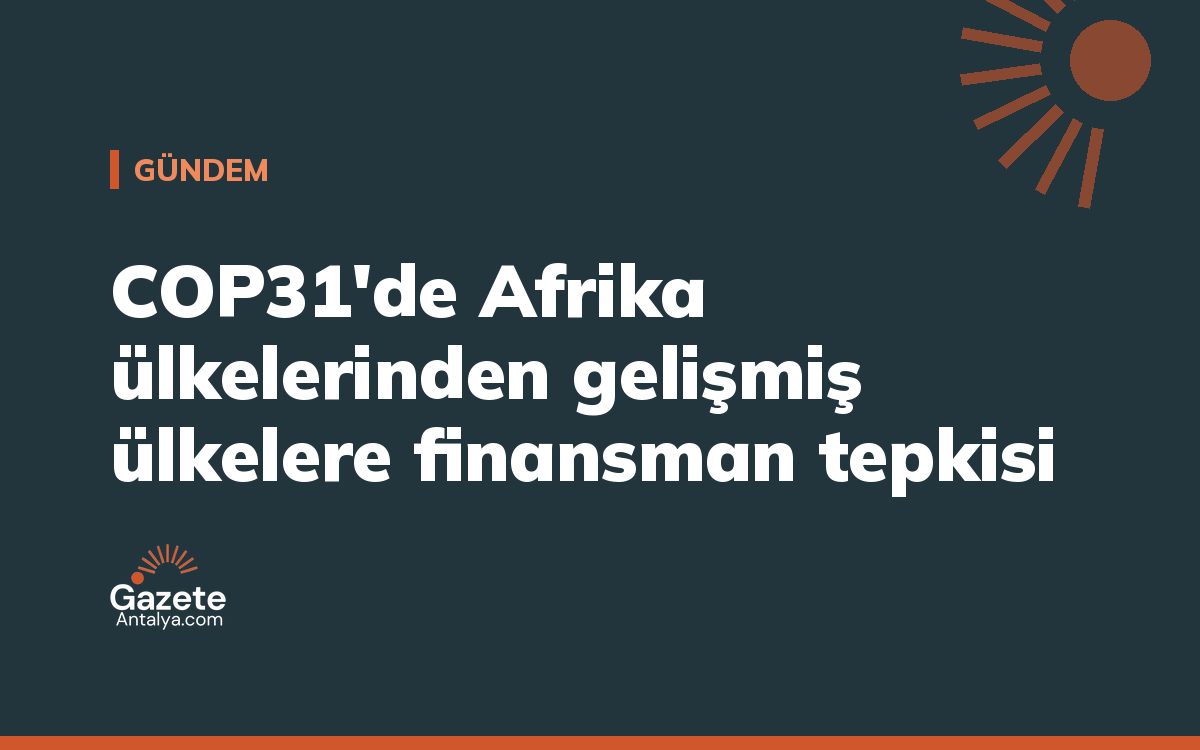 GÜNDEM
COP31'de Afrika
ülkelerinden gelişmiş
ülkelere finansman tepkisi
Gazete
Antalya.com